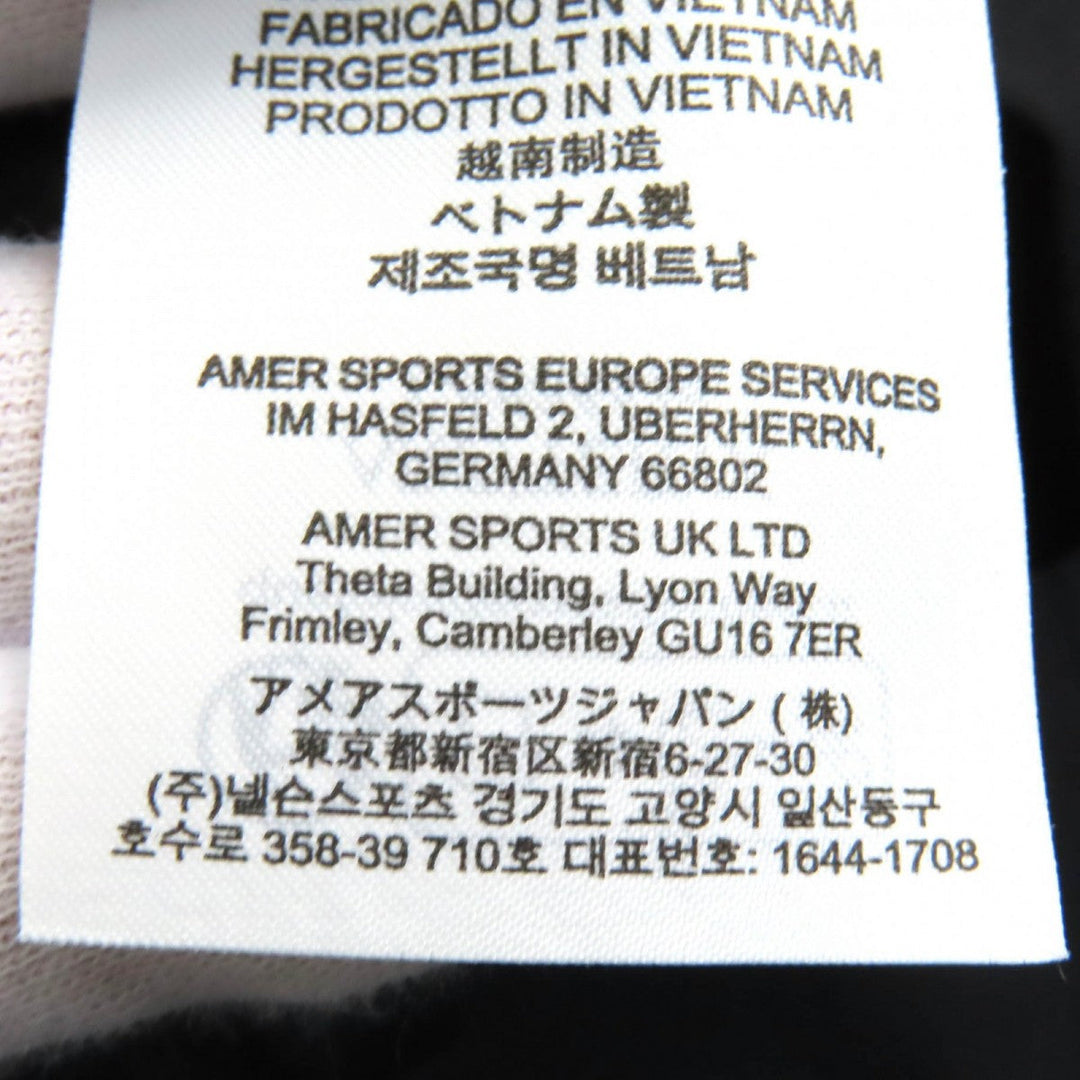 FABRICADO EN VIETNAM
HERGESTELLT IN VIETNAM
PRODOTTO IN VIETNAM
越南制造
ベトナム製
제조국명 베트남
AMER SPORTS EUROPE SERVICES
IM HASFELD 2, UBERHERRN,
GERMANY 66802
AMER SPORTS UK LTD
Theta Building, Lyon Way
Frimley, Camberley GU16 7ER
アメアスポーツジャパン ( 株)
東京都新宿区新宿6-27-30
(주)넬슨스포츠 경기도 고양시 일산동구
호수로 358-39 710호 대표번호: 1644-1708